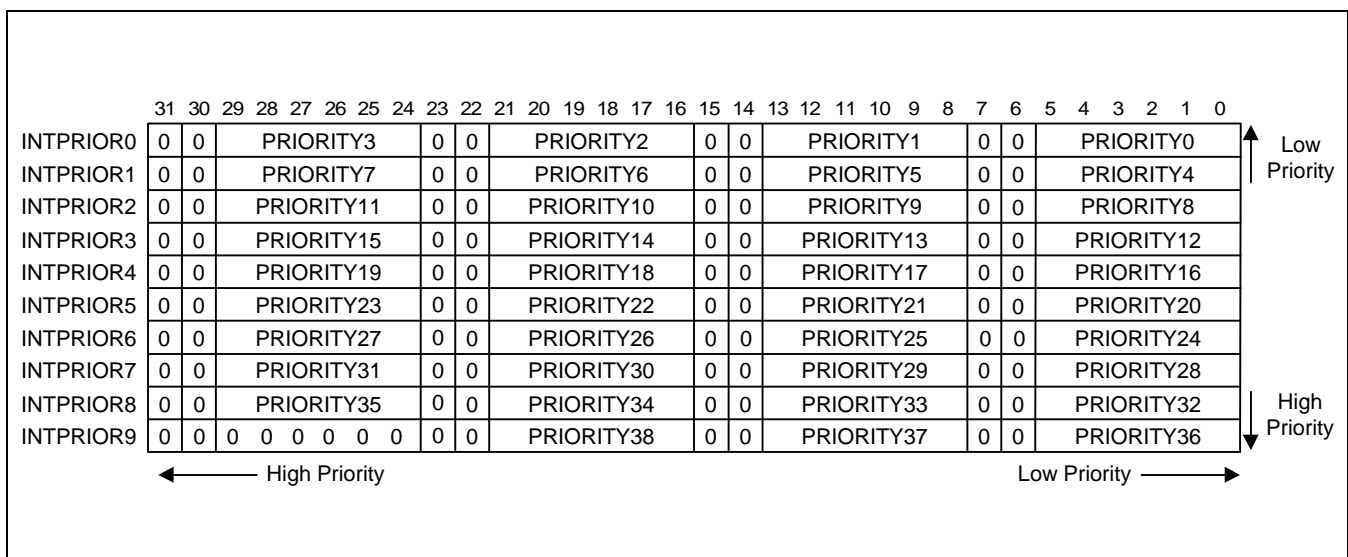 31 30 29 28 27 26 25 24 23 22 21 20 19 18 17 16 15 14 13 12 11 10 9 8 7 6 5 4 3 2 1 0
INTPRIOR0 0 0 PRIORITY3 0 0 PRIORITY2 0 0 PRIORITY1 0 0 PRIORITY0
INTPRIOR1 0 0 PRIORITY7 0 0 PRIORITY6 0 0 PRIORITY5 0 0 PRIORITY4
Low
Priority
INTPRIOR2 0 0 PRIORITY11 0 0 PRIORITY10 0 0 PRIORITY9 0 0 PRIORITY8
INTPRIOR3 0 0 PRIORITY15 0 0 PRIORITY14 0 0 PRIORITY13 0 0 PRIORITY12
INTPRIOR4 0 0 PRIORITY19 0 0 PRIORITY18 0 0 PRIORITY17 0 0 PRIORITY16
INTPRIOR5 0 0 PRIORITY23 0 0 PRIORITY22 0 0 PRIORITY21 0 0 PRIORITY20
INTPRIOR6 0 0 PRIORITY27 0 0 PRIORITY26 0 0 PRIORITY25 0 0 PRIORITY24
INTPRIOR7 0 0 PRIORITY31 0 0 PRIORITY30 0 0 PRIORITY29 0 0 PRIORITY28
INTPRIOR8 0 0 PRIORITY35 0 0 PRIORITY34 0 0 PRIORITY33 0 0 PRIORITY32
INTPRIOR9 0 0 0 0 0 0 0 0 0 0 PRIORITY38 0 0 PRIORITY37 0 0 PRIORITY36
High
Priority
High Priority Low Priority